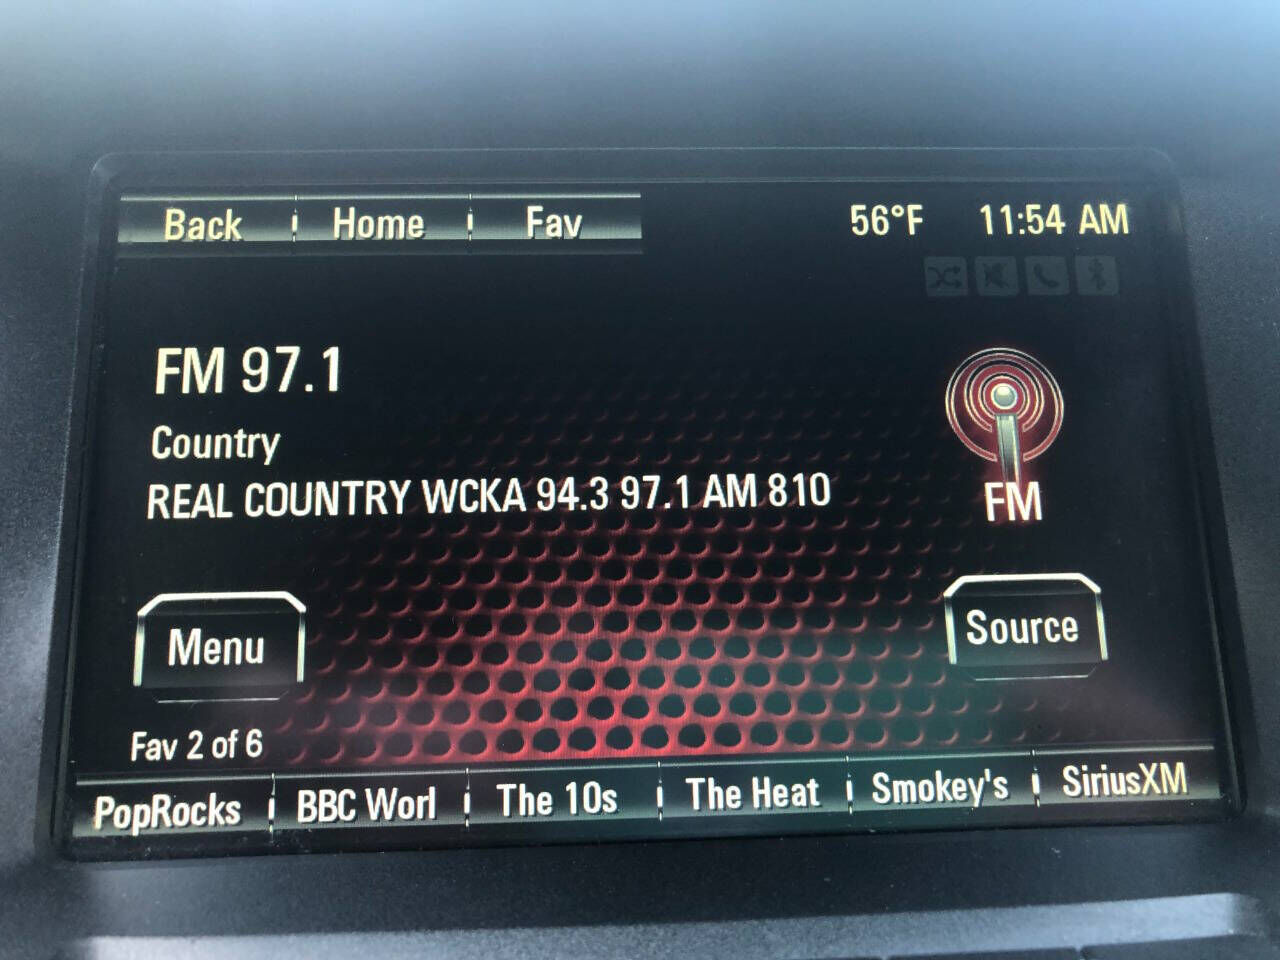 Back Home Fav 56°F 11:54 AM
FM 97.1
Country
REAL COUNTRY WCKA 94.3 97.1 AM 810
FM
Menu Source
Fav 2 of 6
PopRocks BBC Worl The 10s The Heat Smokey's SiriusXM